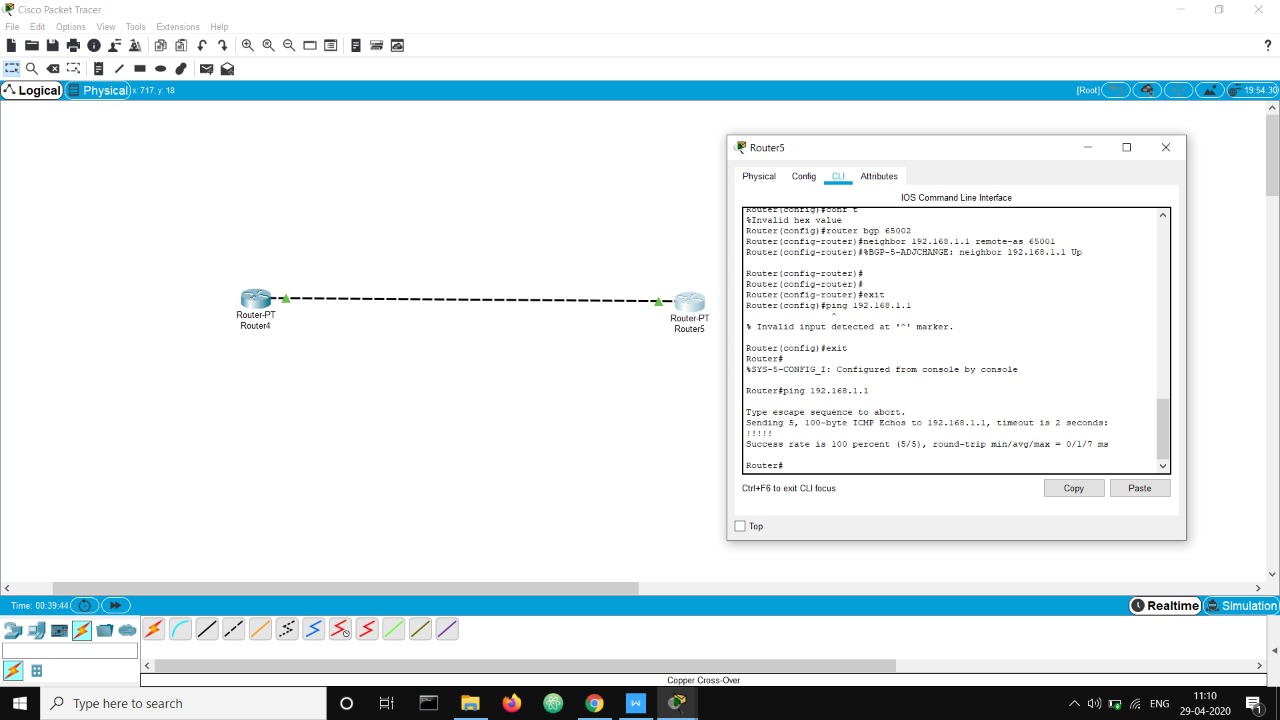 Cisco Packet Tracer
File Edit Options View Tools Extensions Help
?
Logical Physical x: 717, y: 18 [Root] 19:54:30
Router-PT
Router4
Router-PT
Router5
Router5
Physical Config CLI Attributes
IOS Command Line Interface
Router(config)#conf t
%Invalid hex value
Router(config)#router bgp 65002
Router(config-router)#neighbor 192.168.1.1 remote-as 65001
Router(config-router)#%BGP-5-ADJCHANGE: neighbor 192.168.1.1 Up
Router(config-router)#
Router(config-router)#
Router(config-router)#exit
Router(config)#ping 192.168.1.1
^
% Invalid input detected at '^' marker.
Router(config)#exit
Router#
%SYS-5-CONFIG_I: Configured from console by console
Router#ping 192.168.1.1
Type escape sequence to abort.
Sending 5, 100-byte ICMP Echos to 192.168.1.1, timeout is 2 seconds:
!!!!!
Success rate is 100 percent (5/5), round-trip min/avg/max = 0/1/7 ms
Router#
Ctrl+F6 to exit CLI focus Copy Paste
Top
Time: 00:39:44 Realtime Simulation
Copper Cross-Over
Type here to search
W
ENG
11:10
29-04-2020
1